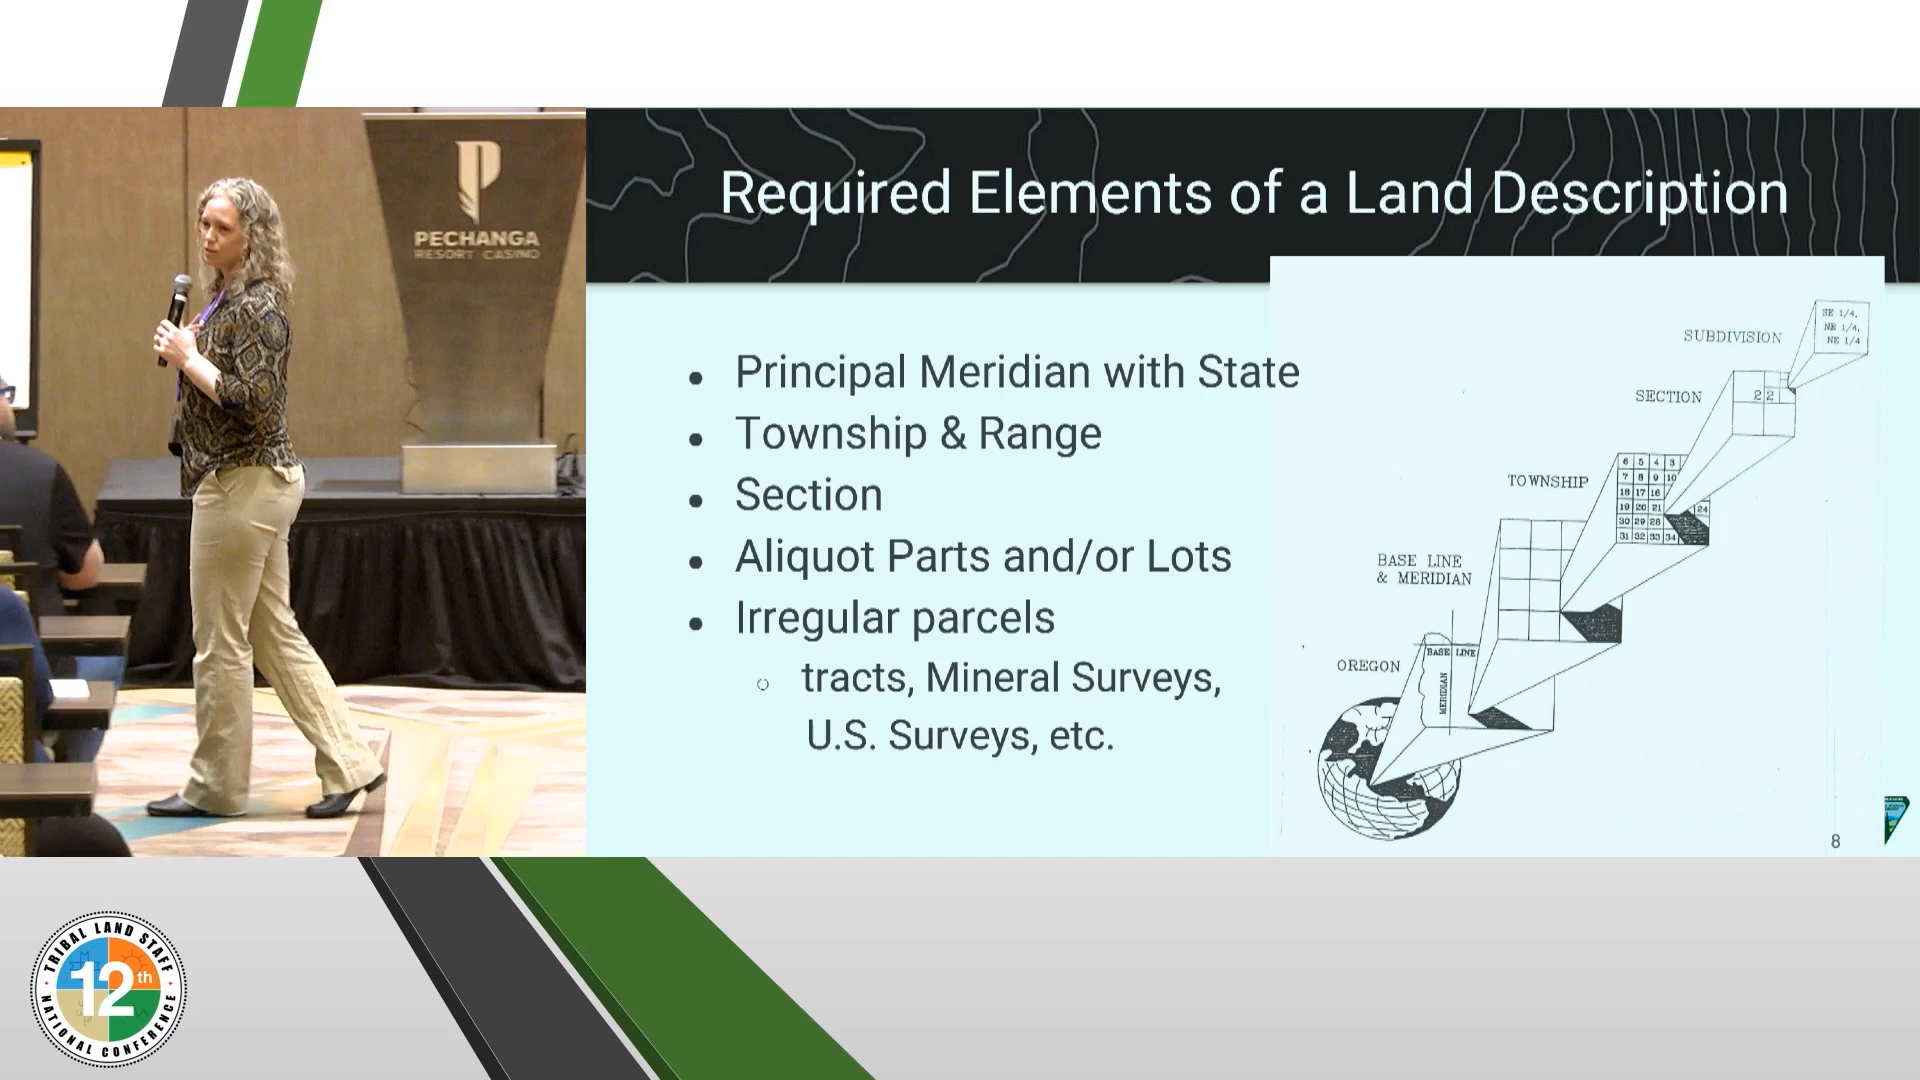 PECHANGA
RESORT CASINO
Required Elements of a Land Description
• Principal Meridian with State
• Township & Range
• Section
• Aliquot Parts and/or Lots
• Irregular parcels
○ tracts, Mineral Surveys,
U.S. Surveys, etc.
SUBDIVISION
SE 1/4,
NE 1/4,
NE 1/4
SECTION
22
TOWNSHIP
6 5 4 3
7 8 9 10
18 17 16
19 20 21 24
30 29 28
31 32 33 34
BASE LINE
& MERIDIAN
OREGON
BASE LINE
MERIDIAN
8
TRIBAL LAND STAFF
12th
NATIONAL CONFERENCE